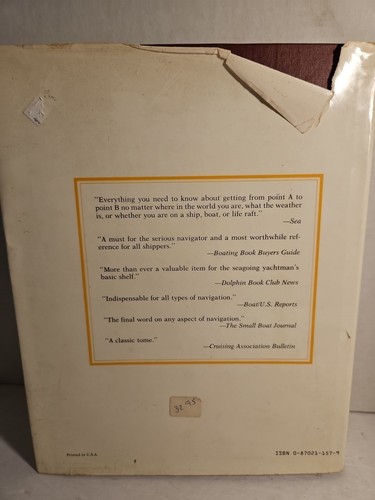 "Everything you need to know about getting from point A to
point B no matter where in the world you are, what the weather
is, or whether you are on a ship, boat, or life raft."
—Sea
"A must for the serious navigator and a most worthwhile ref-
erence for all shippers."
—Boating Book Buyers Guide
"More than ever a valuable item for the seagoing yachtman's
basic shelf."
—Dolphin Book Club News
"Indispensable for all types of navigation."
—Boat/U.S. Reports
"The final word on any aspect of navigation."
—The Small Boat Journal
"A classic tome."
—Cruising Association Bulletin
32.95
Printed in U.S.A.
ISBN 0-87021-157-9